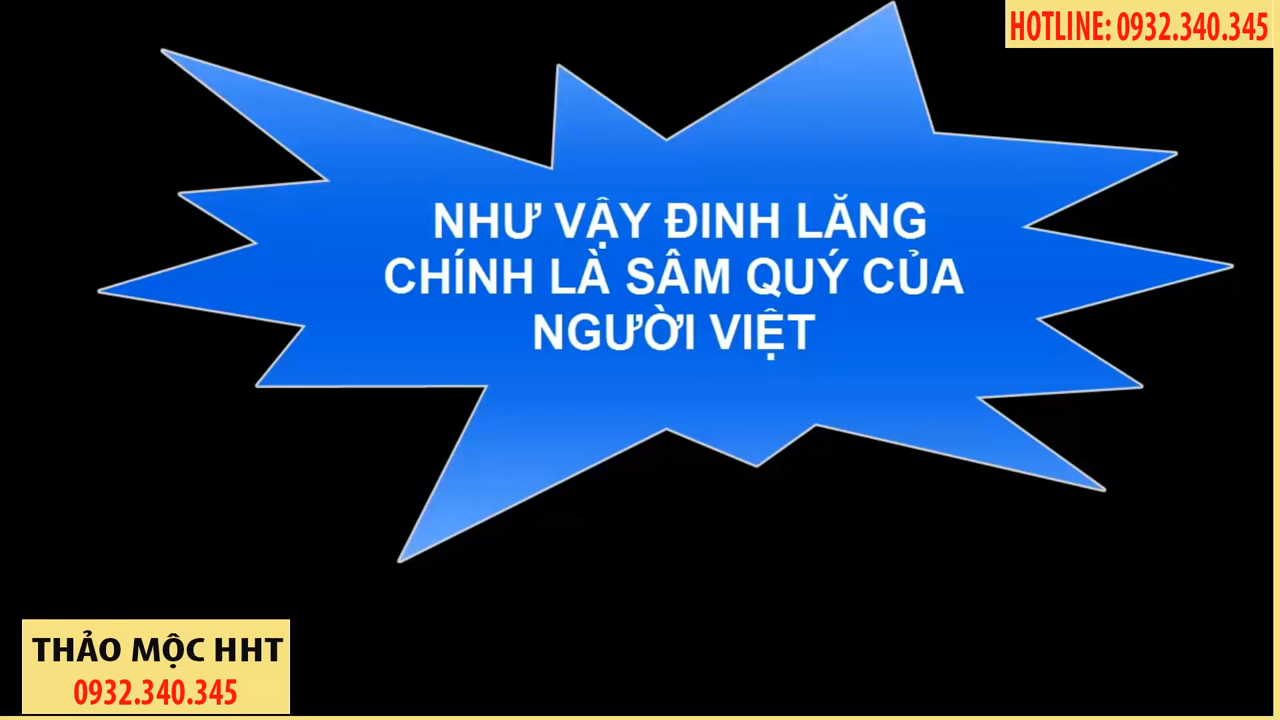 HOTLINE: 0932.340.345
NHƯ VẬY ĐINH LĂNG
CHÍNH LÀ SÂM QUÝ CỦA
NGƯỜI VIỆT
THẢO MỘC HHT
0932.340.345